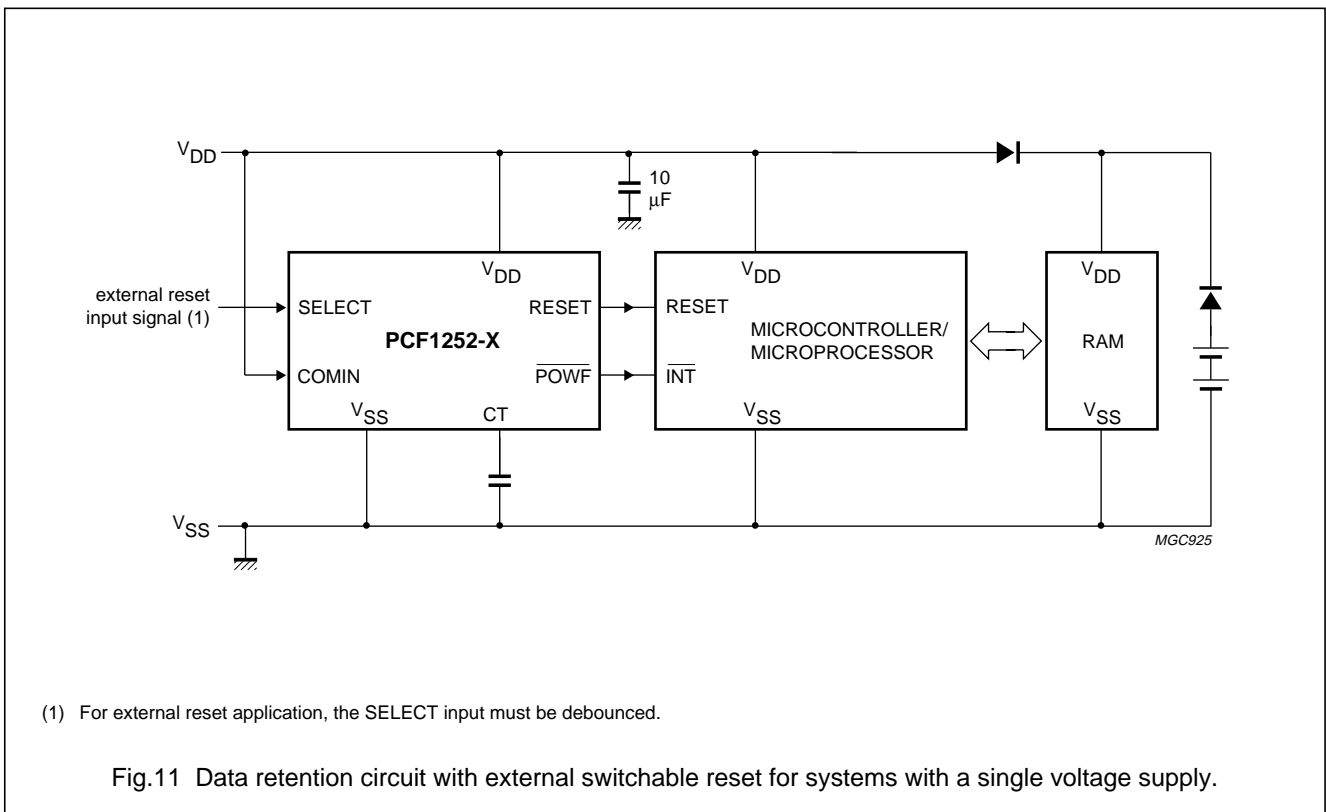 VDD
10
μF
VDD
VDD
VDD
external reset
input signal (1)
SELECT
RESET
RESET
MICROCONTROLLER/
MICROPROCESSOR
RAM
PCF1252-X
COMIN
POWF
INT
VSS
CT
VSS
VSS
VSS
MGC925
(1) For external reset application, the SELECT input must be debounced.
Fig.11 Data retention circuit with external switchable reset for systems with a single voltage supply.